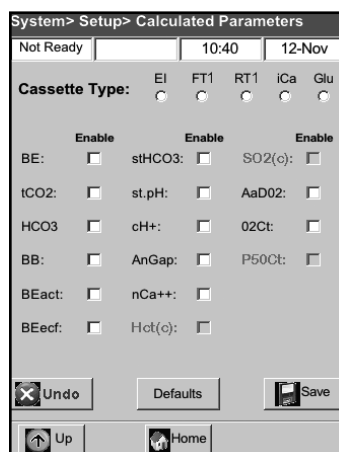 System> Setup> Calculated Parameters
Not Ready 10:40 12-Nov
Cassette Type: EI FT1 RT1 iCa Glu
Enable Enable Enable
BE: stHCO3: SO2(c):
tCO2: st.pH: AaD02:
HCO3 cH+: 02Ct:
BB: AnGap: P50Ct:
BEact: nCa++:
BEecf: Hct(c):
Undo Defaults Save
Up Home